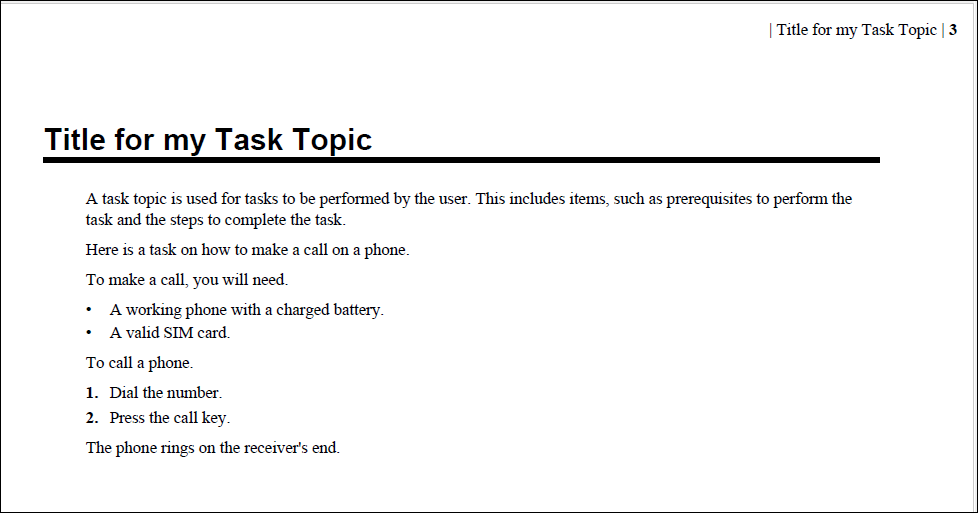 | Title for my Task Topic | 3
Title for my Task Topic
A task topic is used for tasks to be performed by the user. This includes items, such as prerequisites to perform the
task and the steps to complete the task.
Here is a task on how to make a call on a phone.
To make a call, you will need.
• A working phone with a charged battery.
• A valid SIM card.
To call a phone.
1. Dial the number.
2. Press the call key.
The phone rings on the receiver's end.